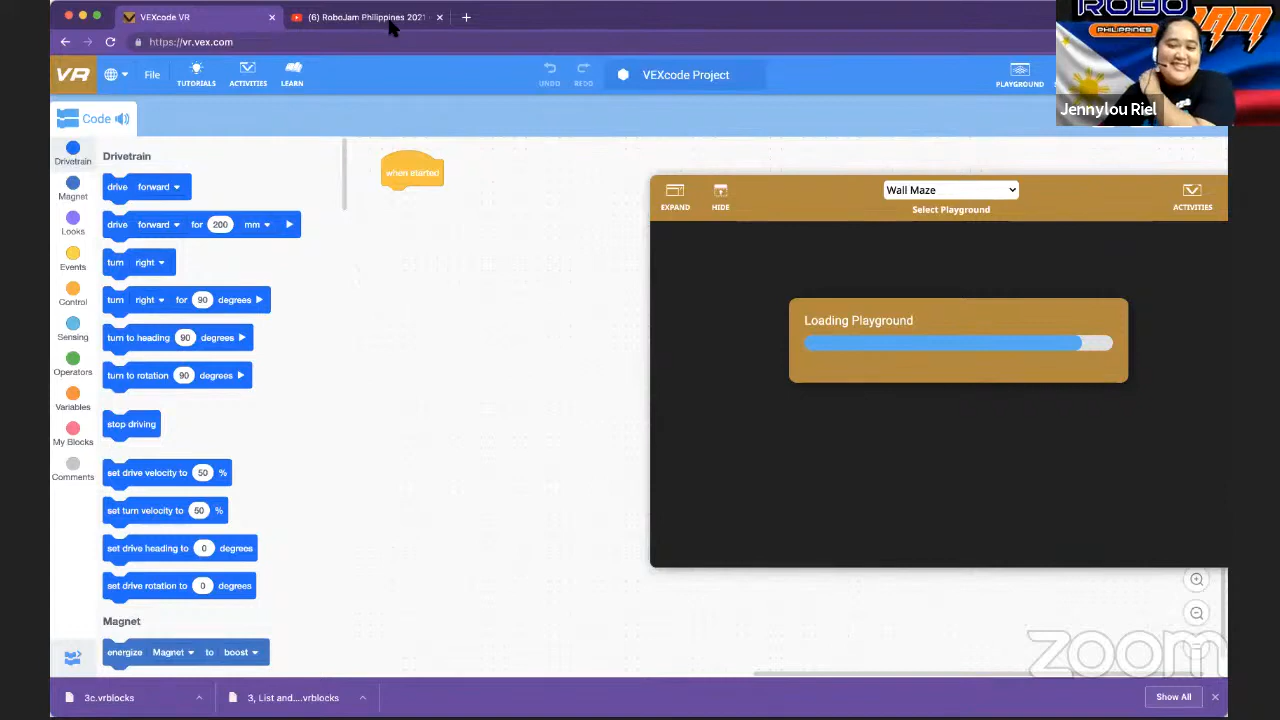 VEXcode VR
(6) RoboJam Philippines 2021
https://vr.vex.com
VR
File
TUTORIALS
ACTIVITIES
LEARN
UNDO
REDO
VEXcode Project
PLAYGROUND
ROBO
JAM
PHILIPPINES
Jennylou Riel
Code
Drivetrain
Magnet
Looks
Events
Control
Sensing
Operators
Variables
My Blocks
Comments
Drivetrain
drive forward
drive forward for 200 mm
turn right
turn right for 90 degrees
turn to heading 90 degrees
turn to rotation 90 degrees
stop driving
set drive velocity to 50 %
set turn velocity to 50 %
set drive heading to 0 degrees
set drive rotation to 0 degrees
Magnet
energize Magnet to boost
when started
EXPAND
HIDE
Wall Maze
Select Playground
ACTIVITIES
Loading Playground
zoom
3c.vrblocks
3, List and....vrblocks
Show All